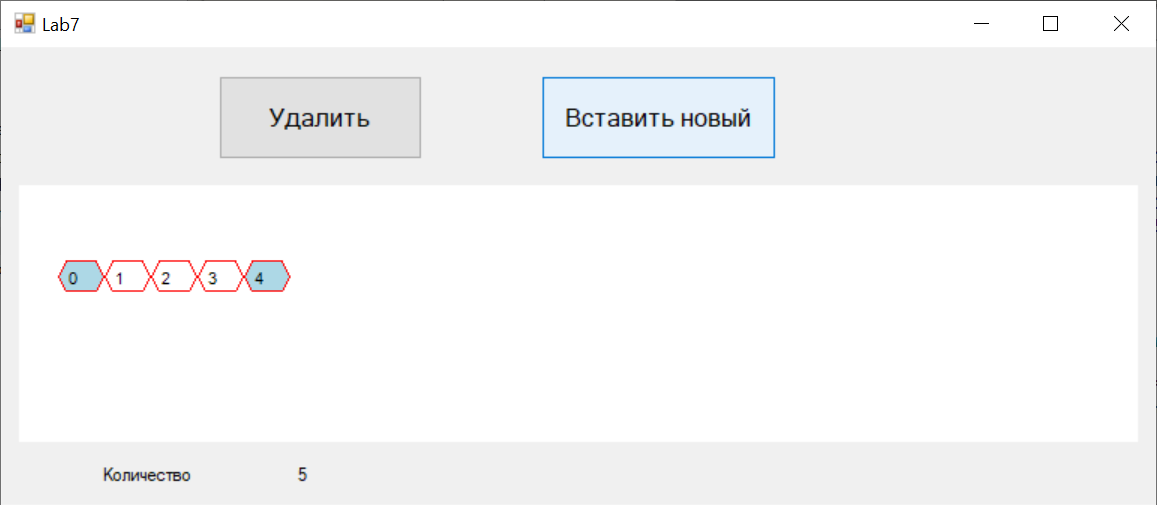 Lab7
Удалить
Вставить новый
0 1 2 3 4
Количество 5